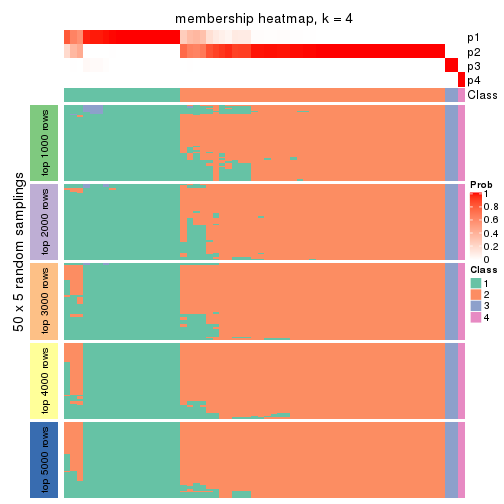 membership heatmap, k = 4
p1
p2
p3
p4
Class
50 x 5 random samplings
top 1000 rows
top 2000 rows
top 3000 rows
top 4000 rows
top 5000 rows
Prob
1
0.8
0.6
0.4
0.2
0
Class
1
2
3
4